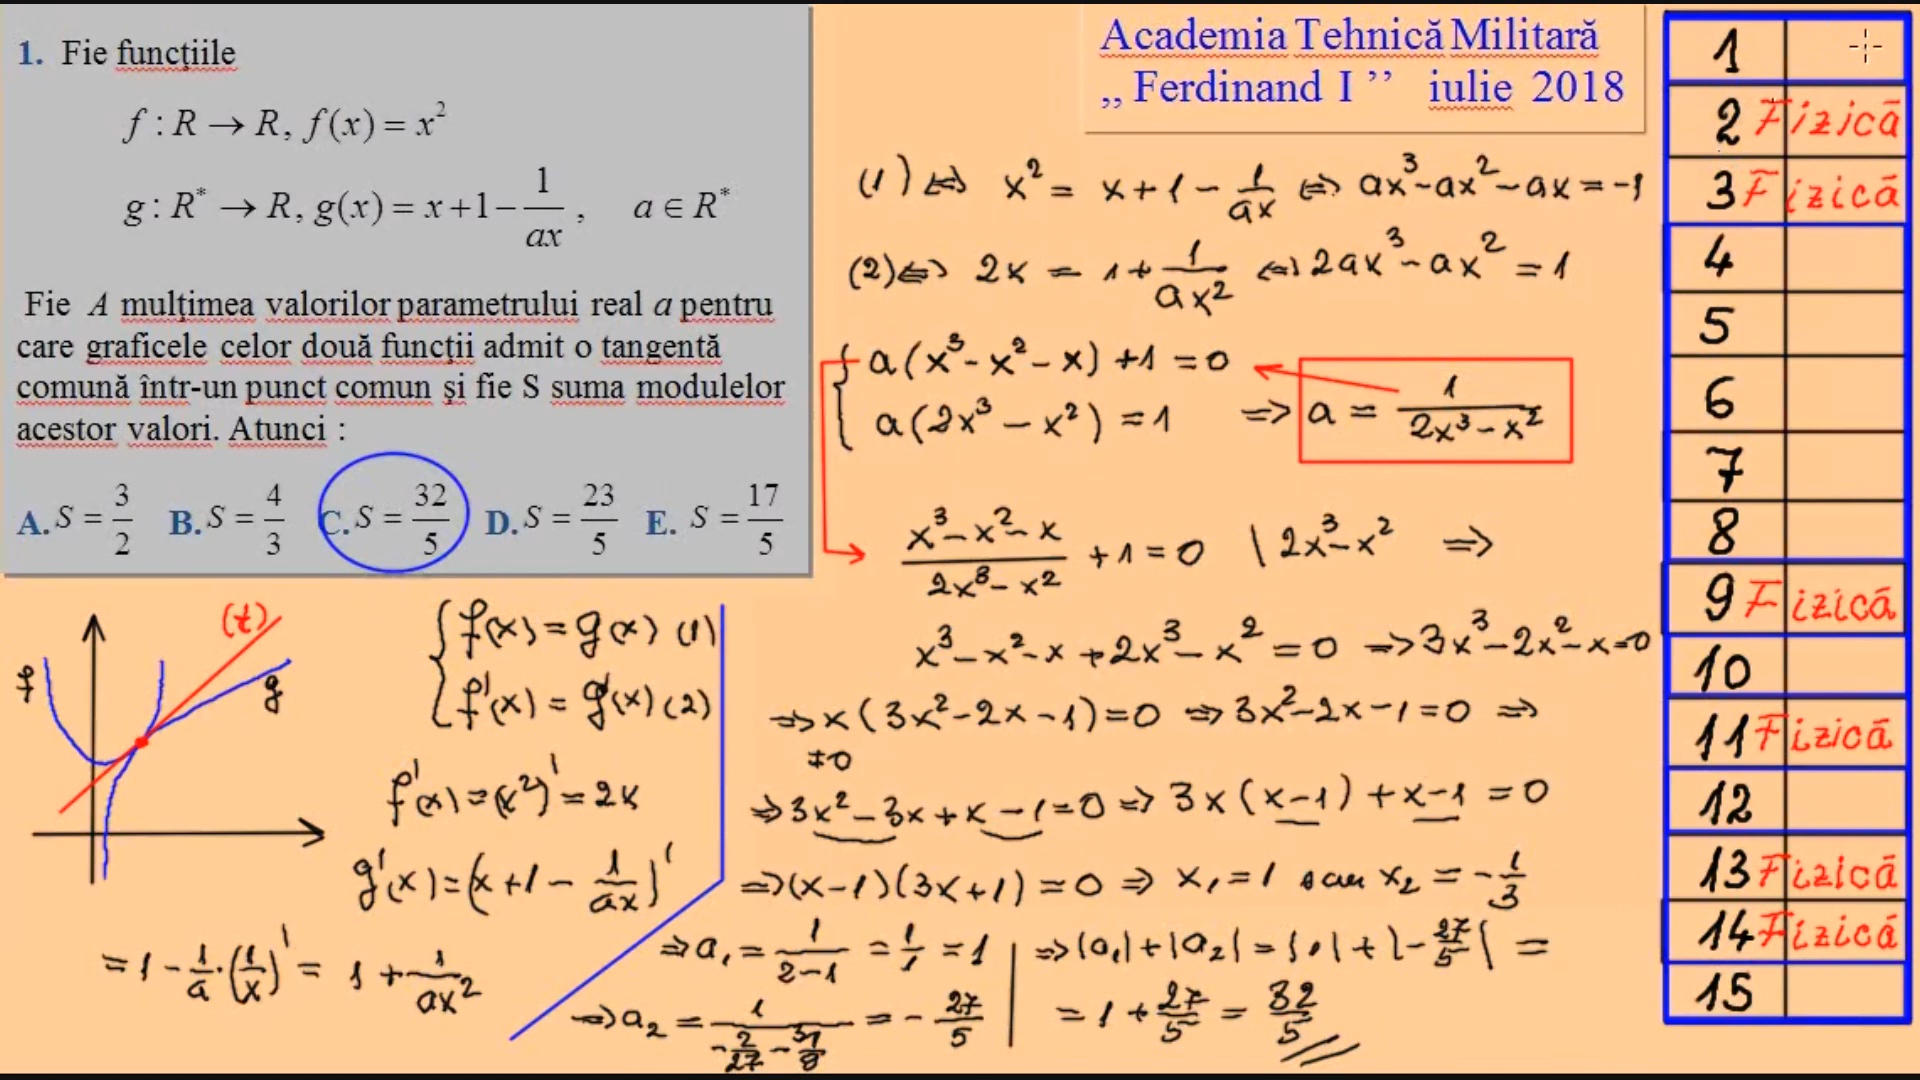 1. Fie funcțiile
f : R → R, f(x) = x²
g : R* → R, g(x) = x+1− 1/(ax) ,    a ∈ R*
Fie A mulțimea valorilor parametrului real a pentru
care graficele celor două funcții admit o tangentă
comună într-un punct comun și fie S suma modulelor
acestor valori. Atunci :
A. S = 3/2   B. S = 4/3   C. S = 32/5   D. S = 23/5   E. S = 17/5
Academia Tehnică Militară
,, Ferdinand I ’’ iulie 2018
(t)
f
g
{ f(x) = g(x) (1)
f'(x) = g'(x) (2)
f'(x) = (x²)' = 2x
g'(x) = (x + 1 − 1/(ax))'
= 1 − 1/a · (1/x)' = 1 + 1/(ax²)
(1) ⇔ x² = x + 1 − 1/(ax) ⇔ ax³ − ax² − ax = −1
(2) ⇔ 2x = 1 + 1/(ax²) ⇔ 2ax³ − ax² = 1
{ a(x³ − x² − x) + 1 = 0
a(2x³ − x²) = 1 ⇒ a = 1/(2x³ − x²)
(x³ − x² − x)/(2x³ − x²) + 1 = 0 | 2x³ − x² ⇒
x³ − x² − x + 2x³ − x² = 0 ⇒ 3x³ − 2x² − x = 0
⇒ x(3x² − 2x − 1) = 0 ⇒ 3x² − 2x − 1 = 0 ⇒
≠0
⇒ 3x² − 3x + x − 1 = 0 ⇒ 3x(x−1) + x−1 = 0
⇒ (x−1)(3x+1) = 0 ⇒ x₁ = 1 sau x₂ = −1/3
⇒ a₁ = 1/(2−1) = 1/1 = 1
⇒ a₂ = 1/(−2/27 − 3)1/9) = −27/5
⇒ |a₁| + |a₂| = |1| + |−27/5| =
= 1 + 27/5 = 32/5
1
2 Fizică
3 Fizică
4
5
6
7
8
9 Fizică
10
11 Fizică
12
13 Fizică
14 Fizică
15